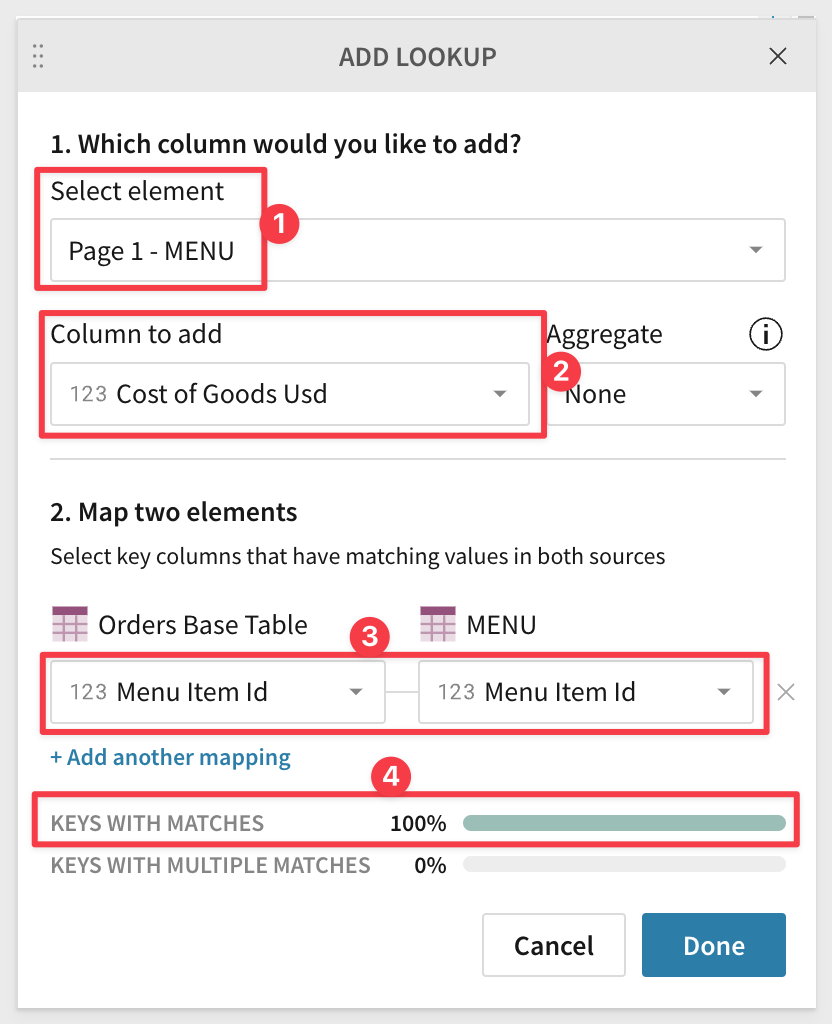 ADD LOOKUP
1. Which column would you like to add?
Select element
1
Page 1 - MENU
Column to add
Aggregate
i
2
123 Cost of Goods Usd
None
2. Map two elements
Select key columns that have matching values in both sources
Orders Base Table
3
MENU
123 Menu Item Id
123 Menu Item Id
+ Add another mapping
4
KEYS WITH MATCHES 100%
KEYS WITH MULTIPLE MATCHES 0%
Cancel
Done